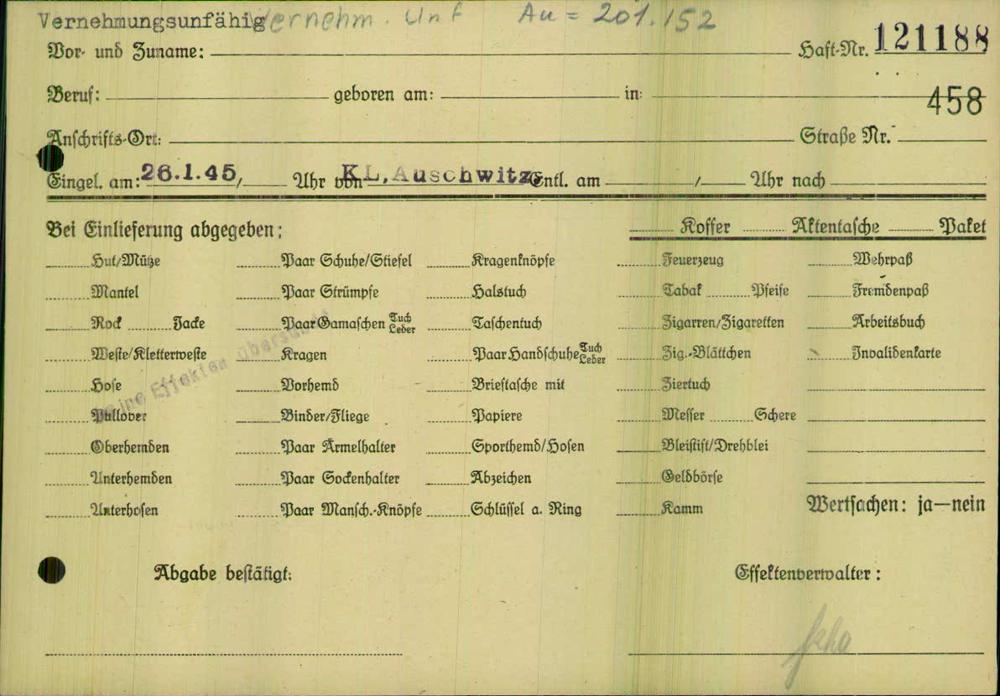 Vernehmungsunfähig Vernehm. Unf Au = 201.152
Vor- und Zuname: Haft-Nr. 121188
Beruf: geboren am: in: 458
Anschrifts-Ort: Straße Nr.
Eingel. am: 26.1.45 / Uhr von KL. Auschwitz Entl. am / Uhr nach
Bei Einlieferung abgegeben: Koffer Aktentasche Paket
Hut/Mütze Paar Schuhe/Stiefel Kragenknöpfe Feuerzeug Wehrpaß
Mantel Paar Strümpfe Halstuch Tabak Pfeife Fremdenpaß
Rock Jacke Paar Gamaschen Tuch Leder Taschentuch Zigarren/Zigaretten Arbeitsbuch
Weste/Kletterweste Kragen Paar Handschuhe Tuch Leder Zig.-Blättchen Invalidenkarte
Hose Vorhemd Brieftasche mit Ziertuch
Pullover Binder/Fliege Papiere Messer Schere
Oberhemden Paar Ärmelhalter Sporthemd/Hosen Bleistift/Drehblei
Unterhemden Paar Sockenhalter Abzeichen Geldbörse
Unterhosen Paar Mansch.-Knöpfe Schlüssel a. Ring Kamm Wertsachen: ja—nein
Keine Effekten übersandt
Abgabe bestätigt: Effektenverwalter: